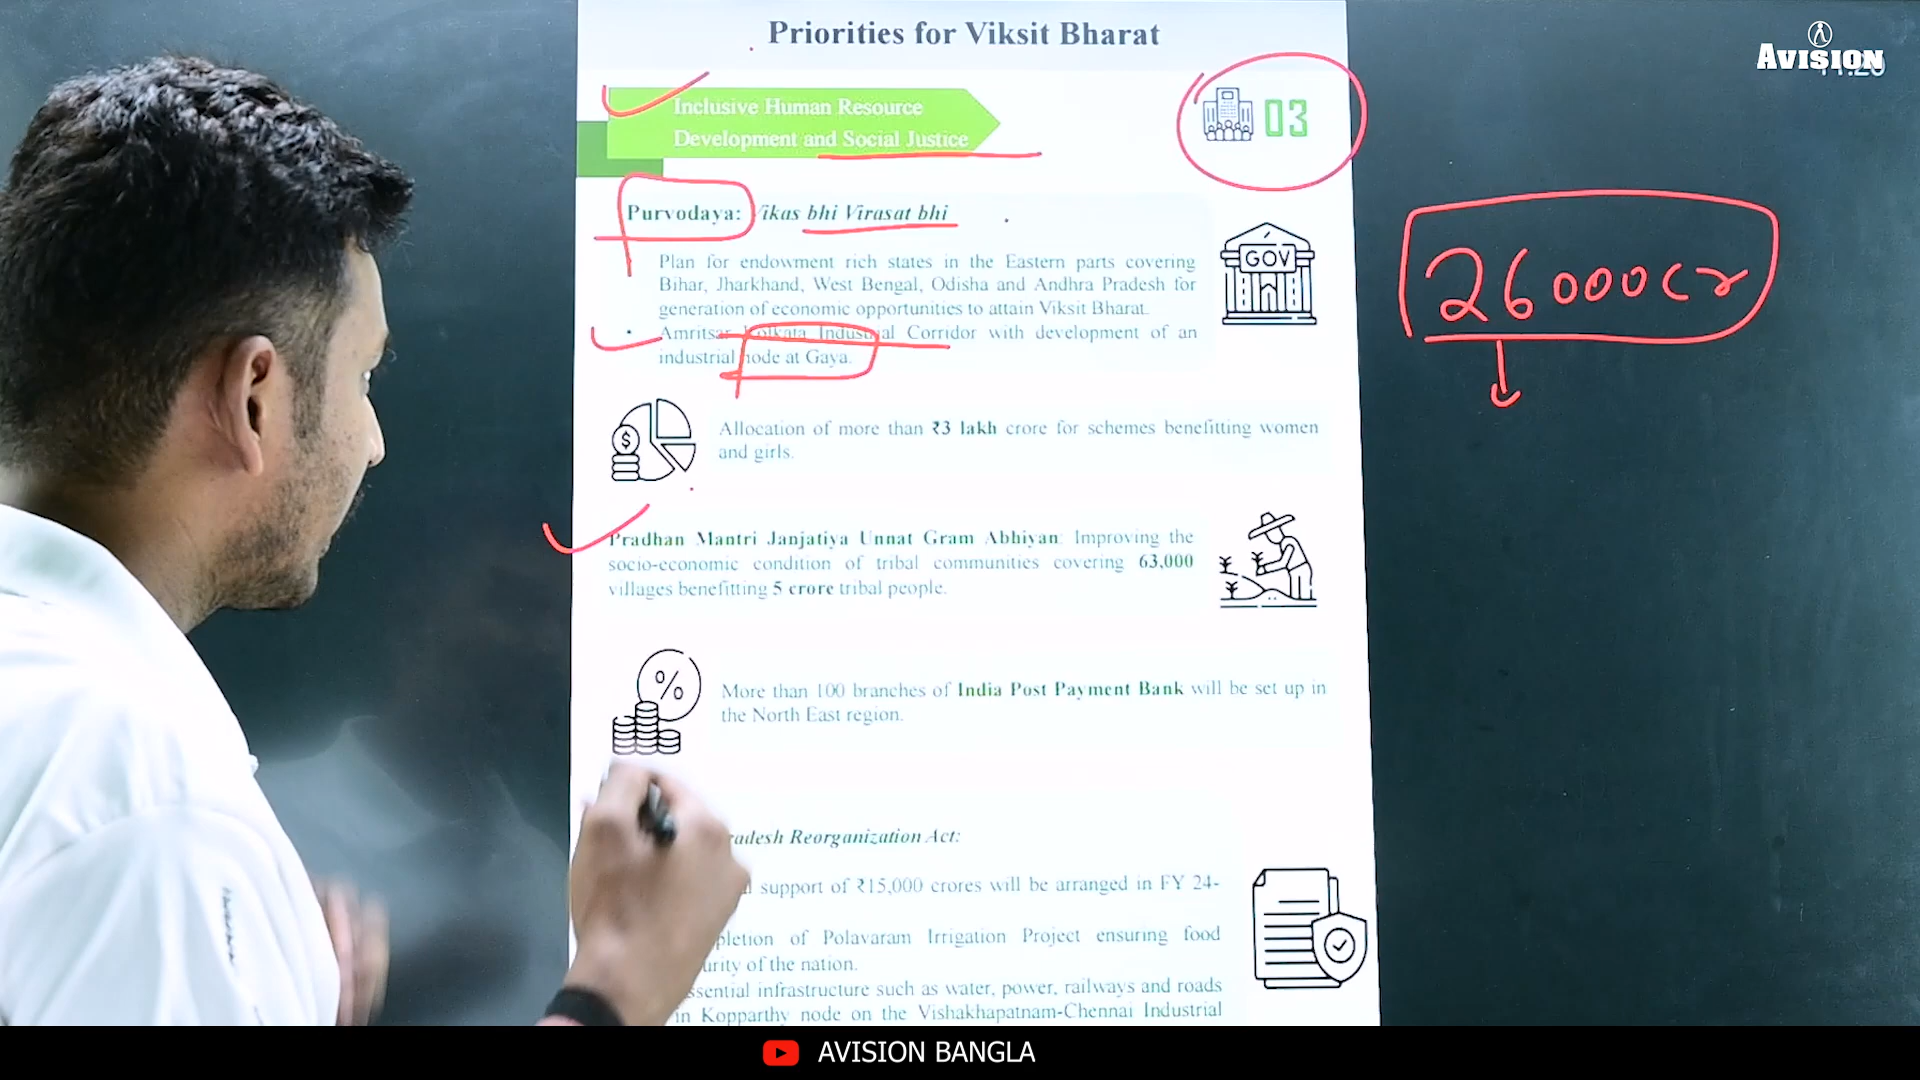 Priorities for Viksit Bharat
AVISION
Inclusive Human Resource
Development and Social Justice
03
Purvodaya: Vikas bhi Virasat bhi
Plan for endowment rich states in the Eastern parts covering
Bihar, Jharkhand, West Bengal, Odisha and Andhra Pradesh for
generation of economic opportunities to attain Viksit Bharat.
GOV
26000cr
• Amritsar Kolkata Industrial Corridor with development of an
industrial node at Gaya.
Allocation of more than ₹3 lakh crore for schemes benefitting women
and girls.
$
Pradhan Mantri Janjatiya Unnat Gram Abhiyan: Improving the
socio-economic condition of tribal communities covering 63,000
villages benefitting 5 crore tribal people.
%
More than 100 branches of India Post Payment Bank will be set up in
the North East region.
Reorganization Act:
support of ₹15,000 crores will be arranged in FY 24-
of Polavaram Irrigation Project ensuring food
of the nation.
infrastructure such as water, power, railways and roads
in Kopparthy node on the Vishakhapatnam-Chennai Industrial
AVISION BANGLA